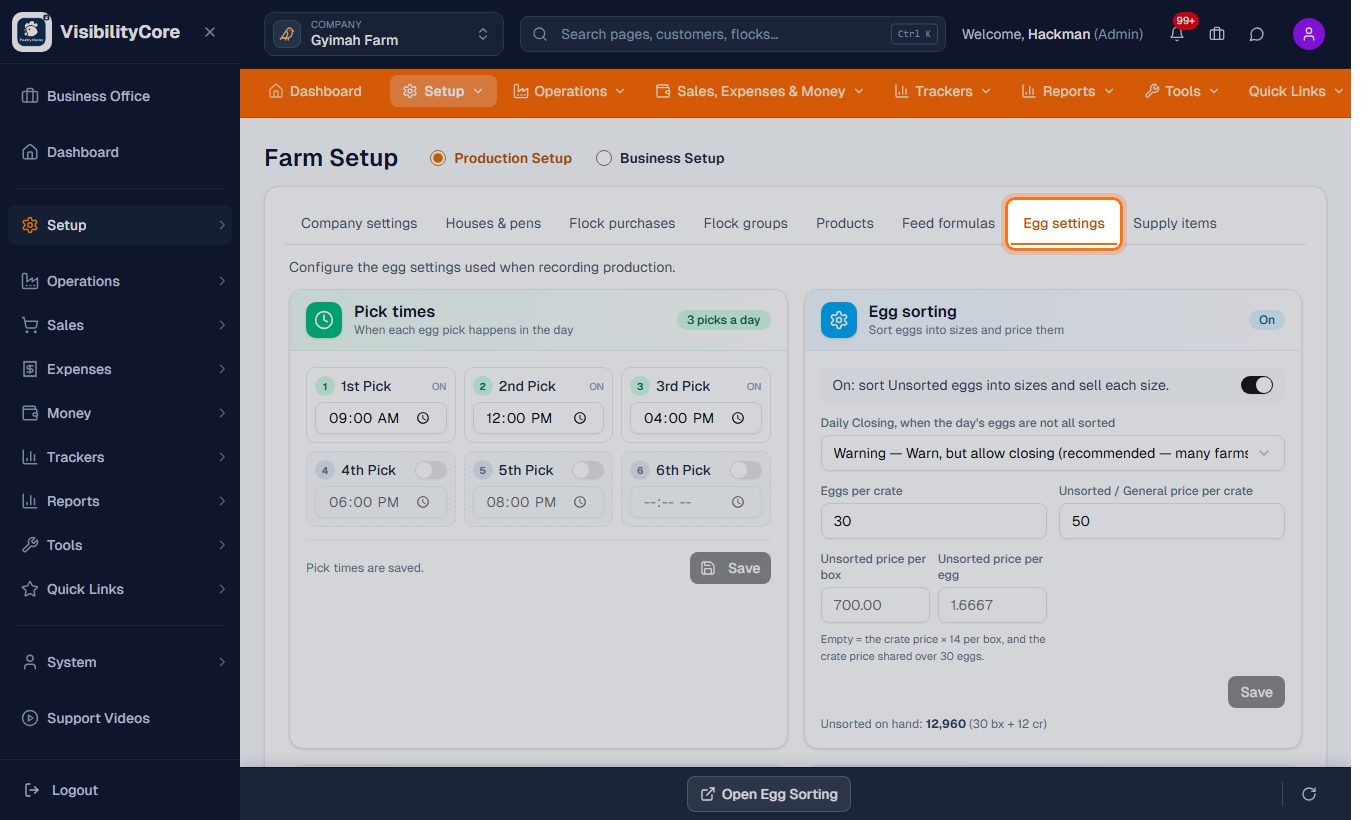 VisibilityCore
COMPANY
Gyimah Farm
Search pages, customers, flocks...
Ctrl K
Welcome, Hackman (Admin)
99+
Business Office
Dashboard
Setup
Operations
Sales
Expenses
Money
Trackers
Reports
Tools
Quick Links
System
Support Videos
Logout
Dashboard
Setup
Operations
Sales, Expenses & Money
Trackers
Reports
Tools
Quick Links
Farm Setup
Production Setup
Business Setup
Company settings
Houses & pens
Flock purchases
Flock groups
Products
Feed formulas
Egg settings
Supply items
Configure the egg settings used when recording production.
Pick times
When each egg pick happens in the day
3 picks a day
1 1st Pick ON
09:00 AM
2 2nd Pick ON
12:00 PM
3 3rd Pick ON
04:00 PM
4 4th Pick
06:00 PM
5 5th Pick
08:00 PM
6 6th Pick
--:-- --
Pick times are saved.
Save
Egg sorting
Sort eggs into sizes and price them
On
On: sort Unsorted eggs into sizes and sell each size.
Daily Closing, when the day's eggs are not all sorted
Warning — Warn, but allow closing (recommended — many farms
Eggs per crate
30
Unsorted / General price per crate
50
Unsorted price per
box
700.00
Unsorted price per
egg
1.6667
Empty = the crate price × 14 per box, and the
crate price shared over 30 eggs.
Save
Unsorted on hand: 12,960 (30 bx + 12 cr)
Open Egg Sorting